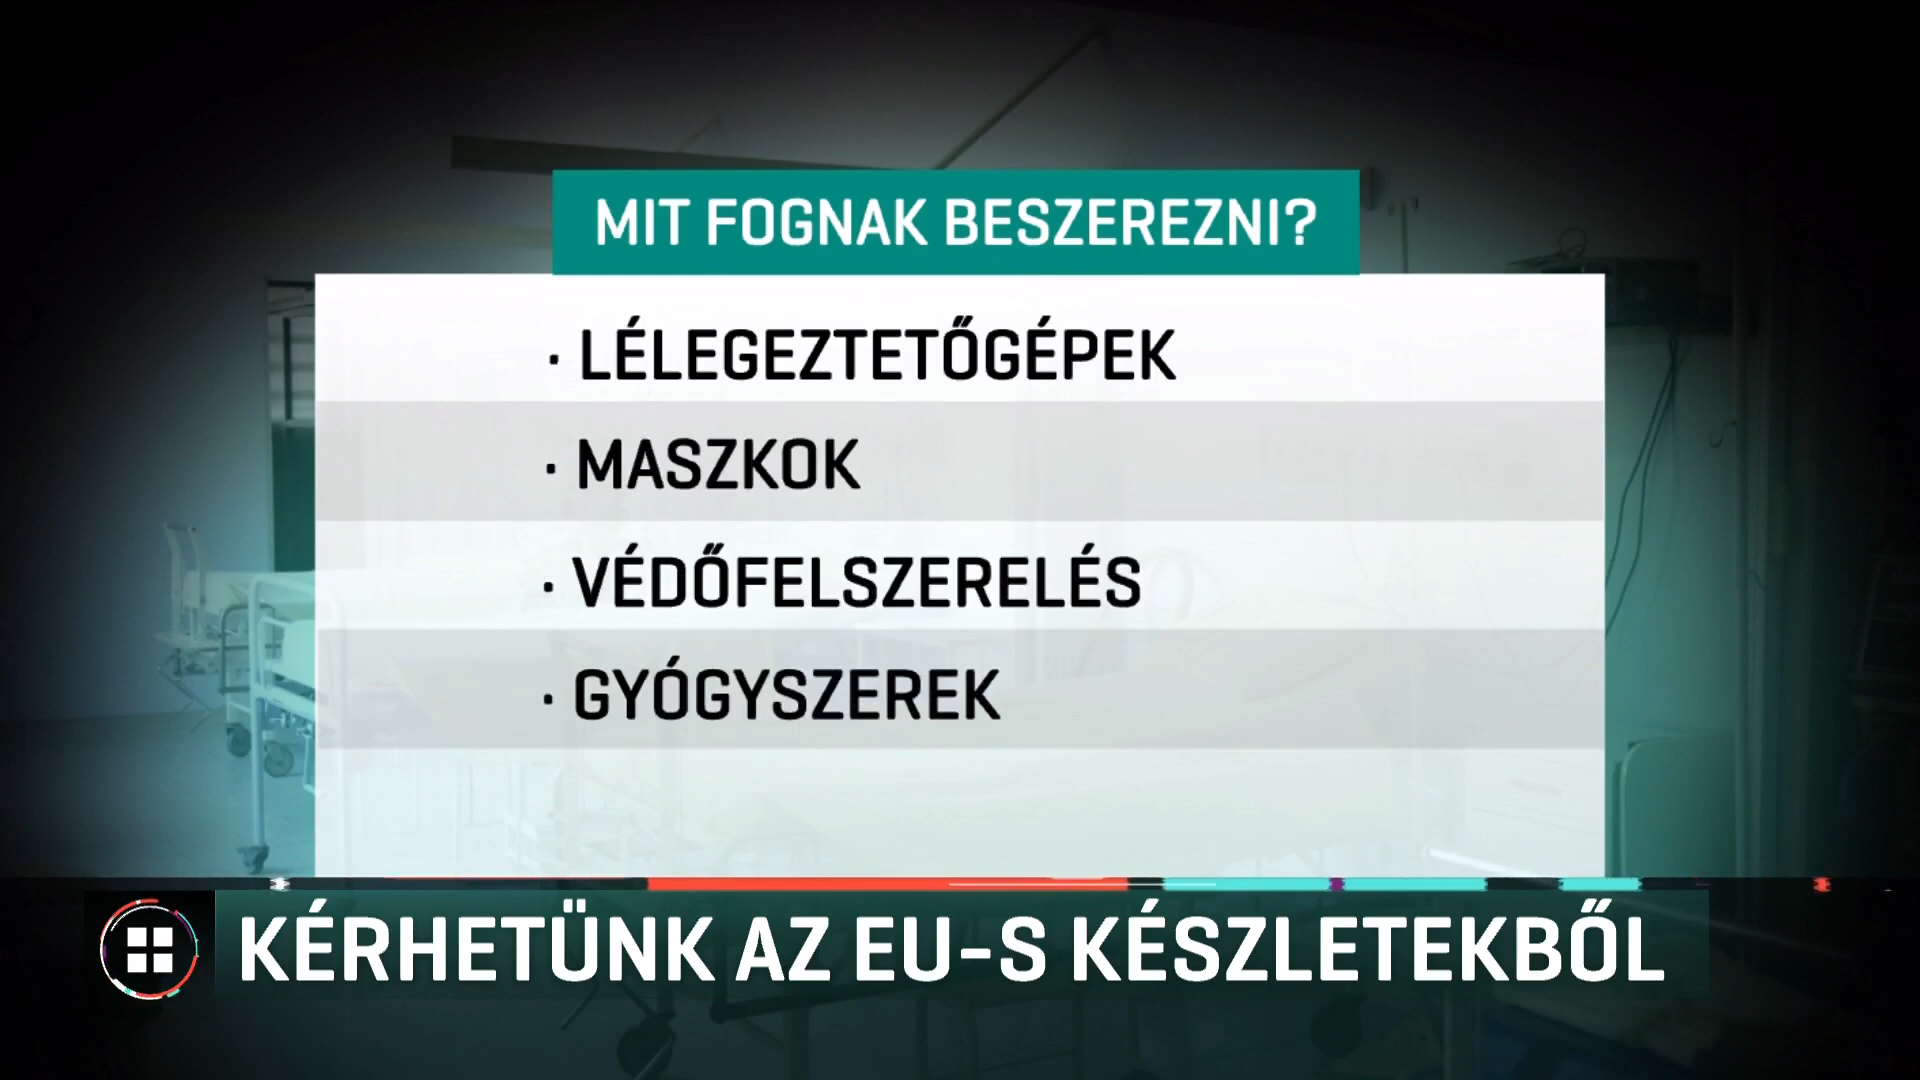 MIT FOGNAK BESZEREZNI?
· LÉLEGEZTETŐGÉPEK
· MASZKOK
· VÉDŐFELSZERELÉS
· GYÓGYSZEREK
KÉRHETÜNK AZ EU-S KÉSZLETEKBŐL